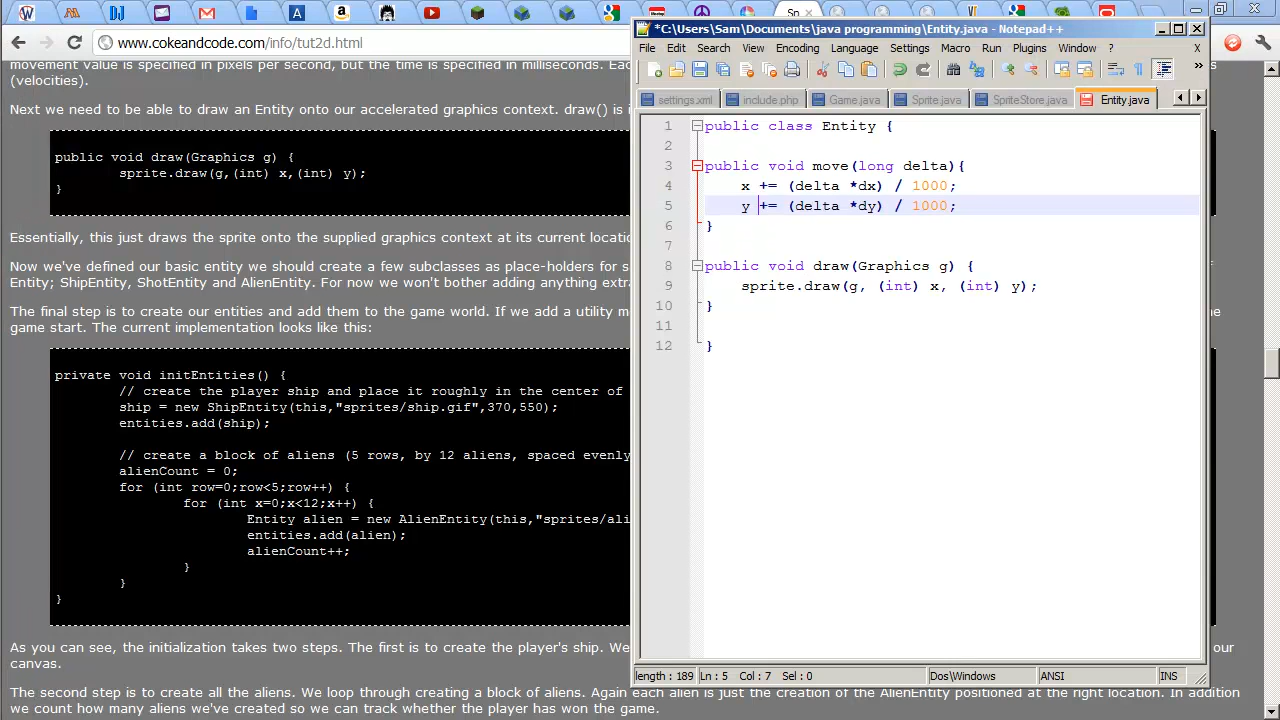 www.cokeandcode.com/info/tut2d.html
movement value is specified in pixels per second, but the time is specified in milliseconds. Eac
(velocities).
Next we need to be able to draw an Entity onto our accelerated graphics context. draw() is i
public void draw(Graphics g) {
sprite.draw(g,(int) x,(int) y);
}
Essentially, this just draws the sprite onto the supplied graphics context at its current locatio
Now we've defined our basic entity we should create a few subclasses as place-holders for s
Entity; ShipEntity, ShotEntity and AlienEntity. For now we won't bother adding anything extra
The final step is to create our entities and add them to the game world. If we add a utility m
game start. The current implementation looks like this:
private void initEntities() {
// create the player ship and place it roughly in the center of
ship = new ShipEntity(this,"sprites/ship.gif",370,550);
entities.add(ship);
// create a block of aliens (5 rows, by 12 aliens, spaced evenly
alienCount = 0;
for (int row=0;row<5;row++) {
for (int x=0;x<12;x++) {
Entity alien = new AlienEntity(this,"sprites/ali
entities.add(alien);
alienCount++;
}
}
}
As you can see, the initialization takes two steps. The first is to create the player's ship. We
our
canvas.
The second step is to create all the aliens. We loop through creating a block of aliens. Again each alien is just the creation of the AlienEntity positioned at the right location. In addition
we count how many aliens we've created so we can track whether the player has won the game.
*C:\Users\Sam\Documents\java programming\Entity.java - Notepad++
File Edit Search View Encoding Language Settings Macro Run Plugins Window ? X
settings.xml include.php Game.java Sprite.java SpriteStore.java Entity.java
1 public class Entity {
2
3 public void move(long delta){
4 x += (delta *dx) / 1000;
5 y += (delta *dy) / 1000;
6 }
7
8 public void draw(Graphics g) {
9 sprite.draw(g, (int) x, (int) y);
10 }
11
12 }
length : 189 Ln : 5 Col : 7 Sel : 0 Dos\Windows ANSI INS